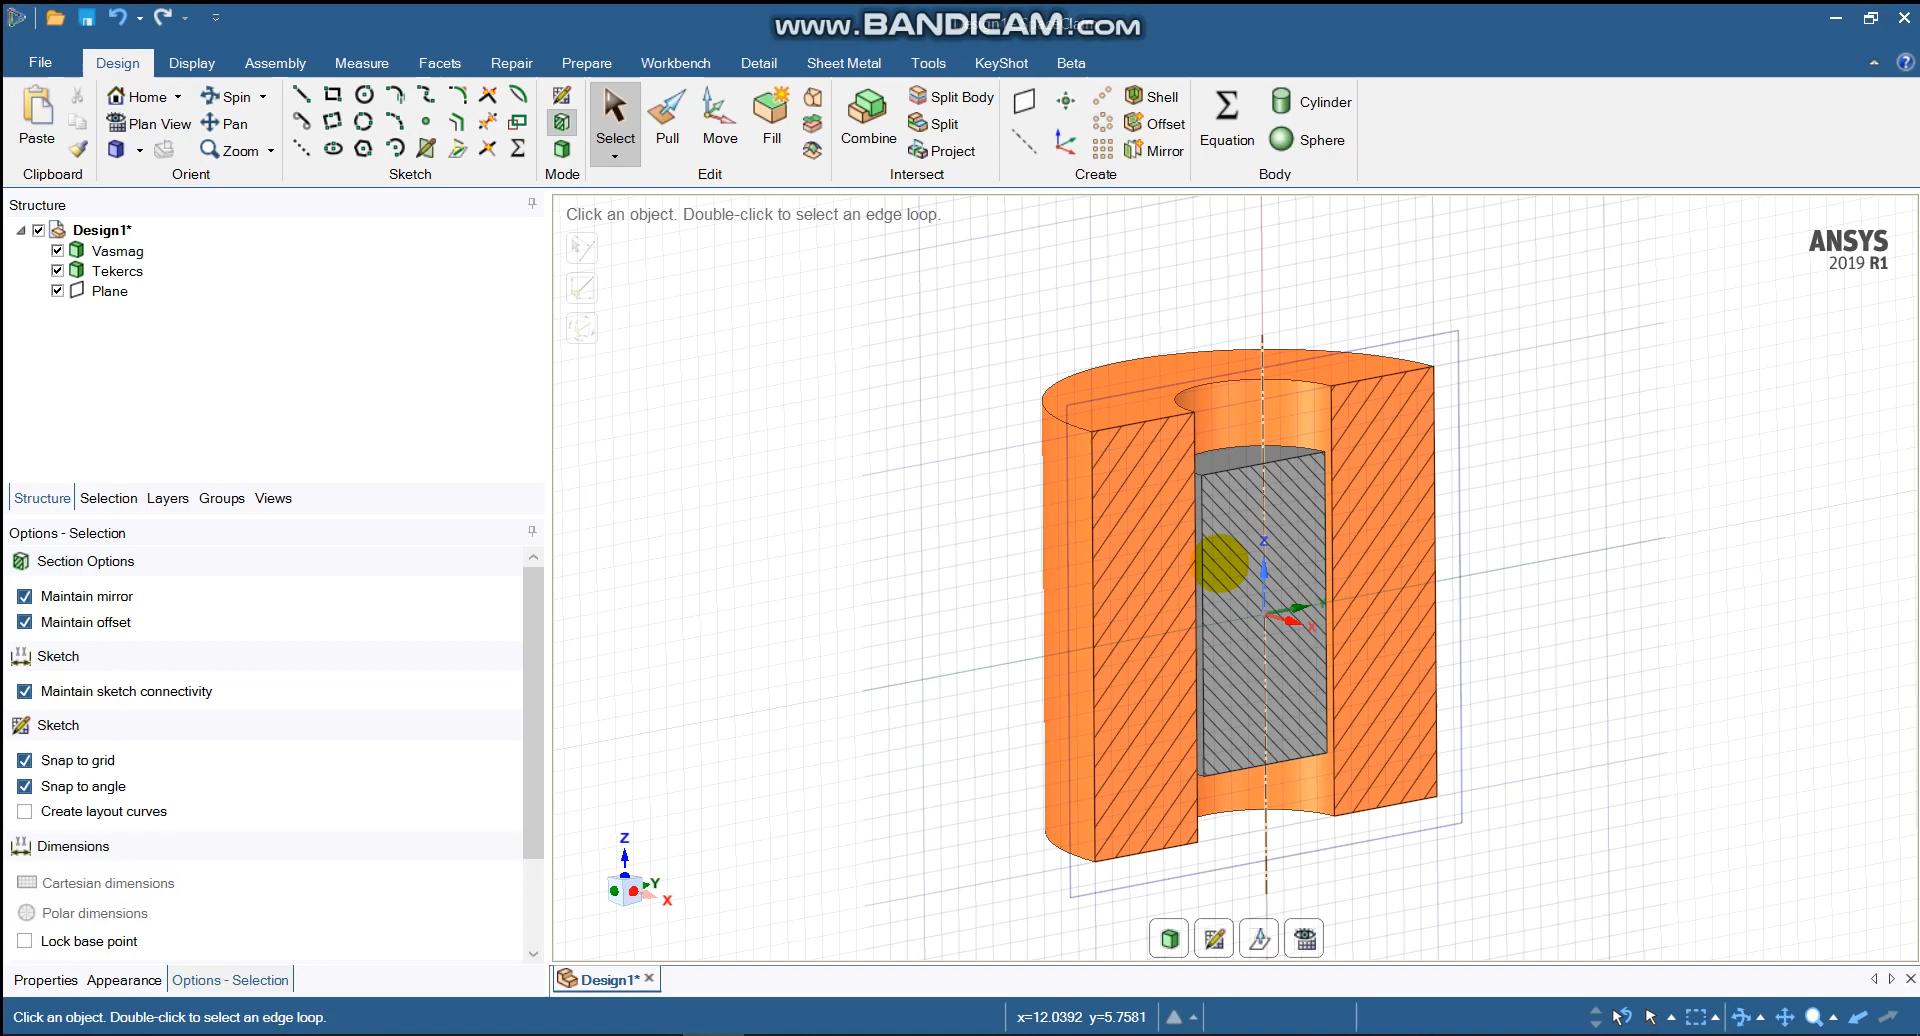 www.BANDICAM.com
File Design Display Assembly Measure Facets Repair Prepare Workbench Detail Sheet Metal Tools KeyShot Beta
Paste
Clipboard
Home Spin
Plan View Pan
Zoom
Orient
Sketch
Mode
Select Pull Move Fill
Edit
Combine
Split Body
Split
Project
Intersect
Shell
Offset
Mirror
Create
Equation
Cylinder
Sphere
Body
Structure
Design1*
Vasmag
Tekercs
Plane
Structure Selection Layers Groups Views
Options - Selection
Section Options
Maintain mirror
Maintain offset
Sketch
Maintain sketch connectivity
Sketch
Snap to grid
Snap to angle
Create layout curves
Dimensions
Cartesian dimensions
Polar dimensions
Lock base point
Properties Appearance Options - Selection
Click an object. Double-click to select an edge loop.
ANSYS
2019 R1
Z
Y
X
Z
Y
X
Design1*
Click an object. Double-click to select an edge loop.
x=12.0392 y=5.7581